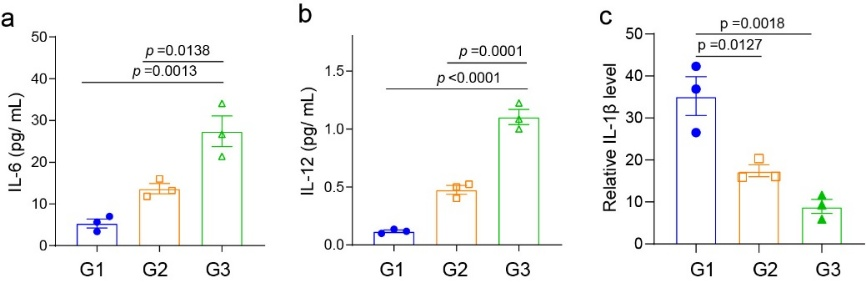 a
p =0.0138
p =0.0013
IL-6 (pg/ mL)
50
40
30
20
10
0
G1 G2 G3
b
p =0.0001
p <0.0001
IL-12 (pg/ mL)
1.5
1.0
0.5
0.0
G1 G2 G3
c
p =0.0018
p =0.0127
Relative IL-1β level
50
40
30
20
10
0
G1 G2 G3